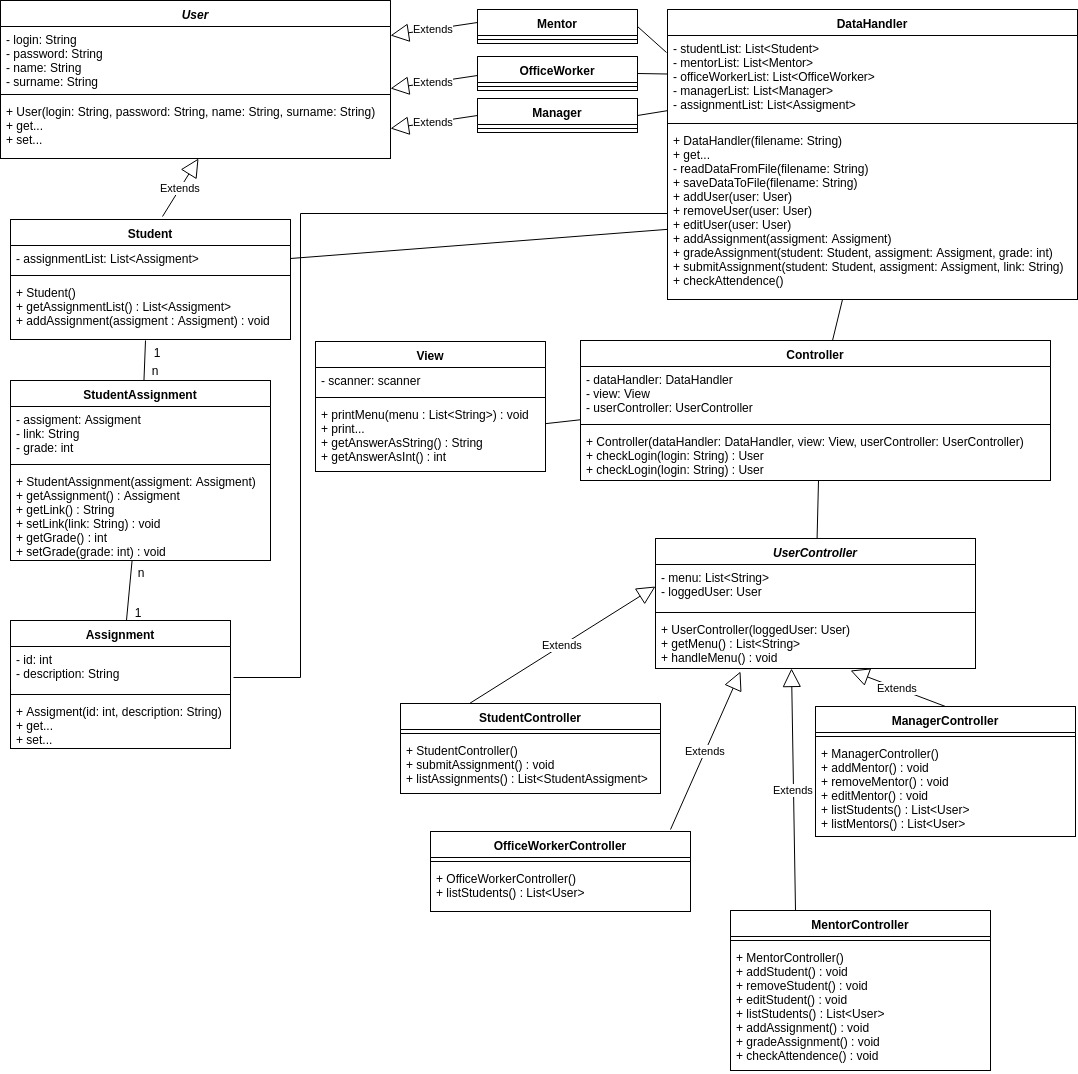 User
- login: String
- password: String
- name: String
- surname: String
+ User(login: String, password: String, name: String, surname: String)
+ get...
+ set...
Extends
Mentor
Extends
OfficeWorker
Extends
Manager
DataHandler
- studentList: List<Student>
- mentorList: List<Mentor>
- officeWorkerList: List<OfficeWorker>
- managerList: List<Manager>
- assignmentList: List<Assigment>
+ DataHandler(filename: String)
+ get...
- readDataFromFile(filename: String)
+ saveDataToFile(filename: String)
+ addUser(user: User)
+ removeUser(user: User)
+ editUser(user: User)
+ addAssignment(assigment: Assigment)
+ gradeAssignment(student: Student, assigment: Assigment, grade: int)
+ submitAssignment(student: Student, assigment: Assigment, link: String)
+ checkAttendence()
Extends
Student
- assignmentList: List<Assigment>
+ Student()
+ getAssignmentList() : List<Assigment>
+ addAssignment(assigment : Assigment) : void
1
n
StudentAssignment
- assigment: Assigment
- link: String
- grade: int
+ StudentAssignment(assigment: Assigment)
+ getAssignment() : Assigment
+ getLink() : String
+ setLink(link: String) : void
+ getGrade() : int
+ setGrade(grade: int) : void
n
1
Assignment
- id: int
- description: String
+ Assigment(id: int, description: String)
+ get...
+ set...
View
- scanner: scanner
+ printMenu(menu : List<String>) : void
+ print...
+ getAnswerAsString() : String
+ getAnswerAsInt() : int
Controller
- dataHandler: DataHandler
- view: View
- userController: UserController
+ Controller(dataHandler: DataHandler, view: View, userController: UserController)
+ checkLogin(login: String) : User
+ checkLogin(login: String) : User
UserController
- menu: List<String>
- loggedUser: User
+ UserController(loggedUser: User)
+ getMenu() : List<String>
+ handleMenu() : void
Extends
Extends
Extends
Extends
StudentController
+ StudentController()
+ submitAssignment() : void
+ listAssignments() : List<StudentAssigment>
ManagerController
+ ManagerController()
+ addMentor() : void
+ removeMentor() : void
+ editMentor() : void
+ listStudents() : List<User>
+ listMentors() : List<User>
OfficeWorkerController
+ OfficeWorkerController()
+ listStudents() : List<User>
MentorController
+ MentorController()
+ addStudent() : void
+ removeStudent() : void
+ editStudent() : void
+ listStudents() : List<User>
+ addAssignment() : void
+ gradeAssignment() : void
+ checkAttendence() : void